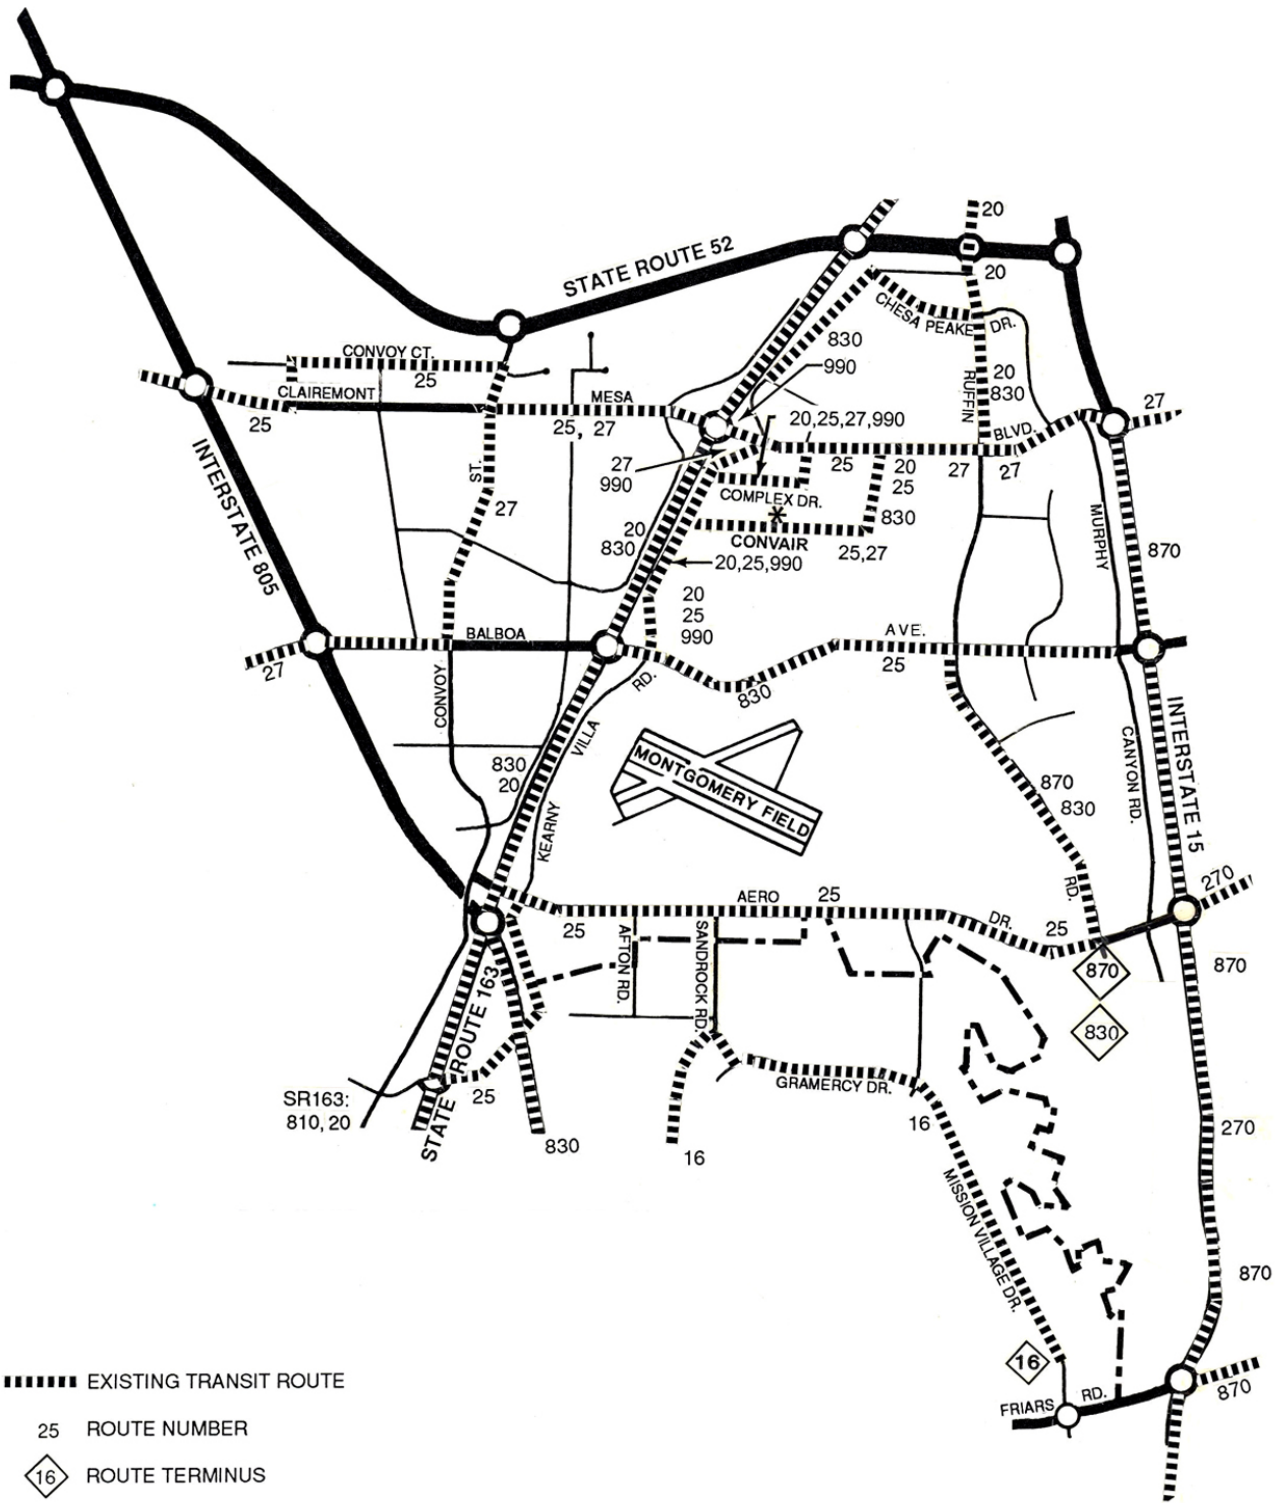 20
STATE ROUTE 52
20
CHESA PEAKE DR.
830
CONVOY CT.
25
990
RUFFIN
20
830
CLAIREMONT
MESA
BLVD.
27
25
25, 27
20,25,27,990
25
20
27
27
25
830
27
990
ST.
27
COMPLEX DR.
*
CONVAIR
25,27
INTERSTATE 805
20
830
20,25,990
MURPHY
870
20
25
990
BALBOA
AVE.
27
25
RD.
830
CONVOY
VILLA
INTERSTATE 15
CANYON RD.
830
20
MONTGOMERY FIELD
870
830
KEARNY
RD.
270
AERO
25
DR.
25
25
AFTON RD.
SANDROCK RD.
870
870
STATE ROUTE 163
830
GRAMERCY DR.
25
SR163:
810, 20
16
270
830
16
MISSION VILLAGE DR.
870
16
FRIARS RD.
870
EXISTING TRANSIT ROUTE
25 ROUTE NUMBER
16 ROUTE TERMINUS